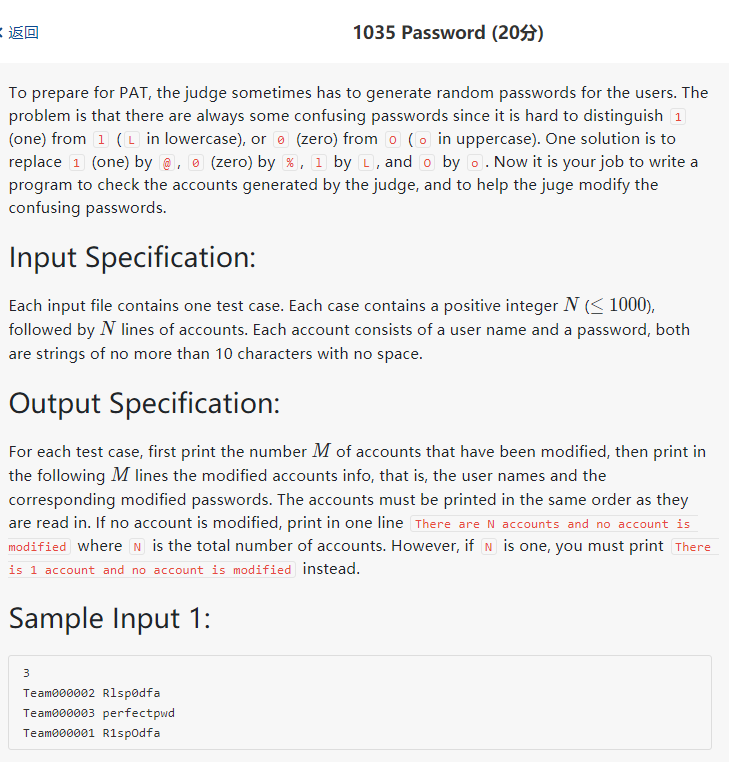 返回
1035 Password (20分)
To prepare for PAT, the judge sometimes has to generate random passwords for the users. The
problem is that there are always some confusing passwords since it is hard to distinguish 1
(one) from l (L in lowercase), or 0 (zero) from O (o in uppercase). One solution is to
replace 1 (one) by @, 0 (zero) by %, l by L, and O by o. Now it is your job to write a
program to check the accounts generated by the judge, and to help the juge modify the
confusing passwords.
Input Specification:
Each input file contains one test case. Each case contains a positive integer N (≤ 1000),
followed by N lines of accounts. Each account consists of a user name and a password, both
are strings of no more than 10 characters with no space.
Output Specification:
For each test case, first print the number M of accounts that have been modified, then print in
the following M lines the modified accounts info, that is, the user names and the
corresponding modified passwords. The accounts must be printed in the same order as they
are read in. If no account is modified, print in one line There are N accounts and no account is
modified where N is the total number of accounts. However, if N is one, you must print There
is 1 account and no account is modified instead.
Sample Input 1:
3
Team000002 Rlsp0dfa
Team000003 perfectpwd
Team000001 R1spOdfa